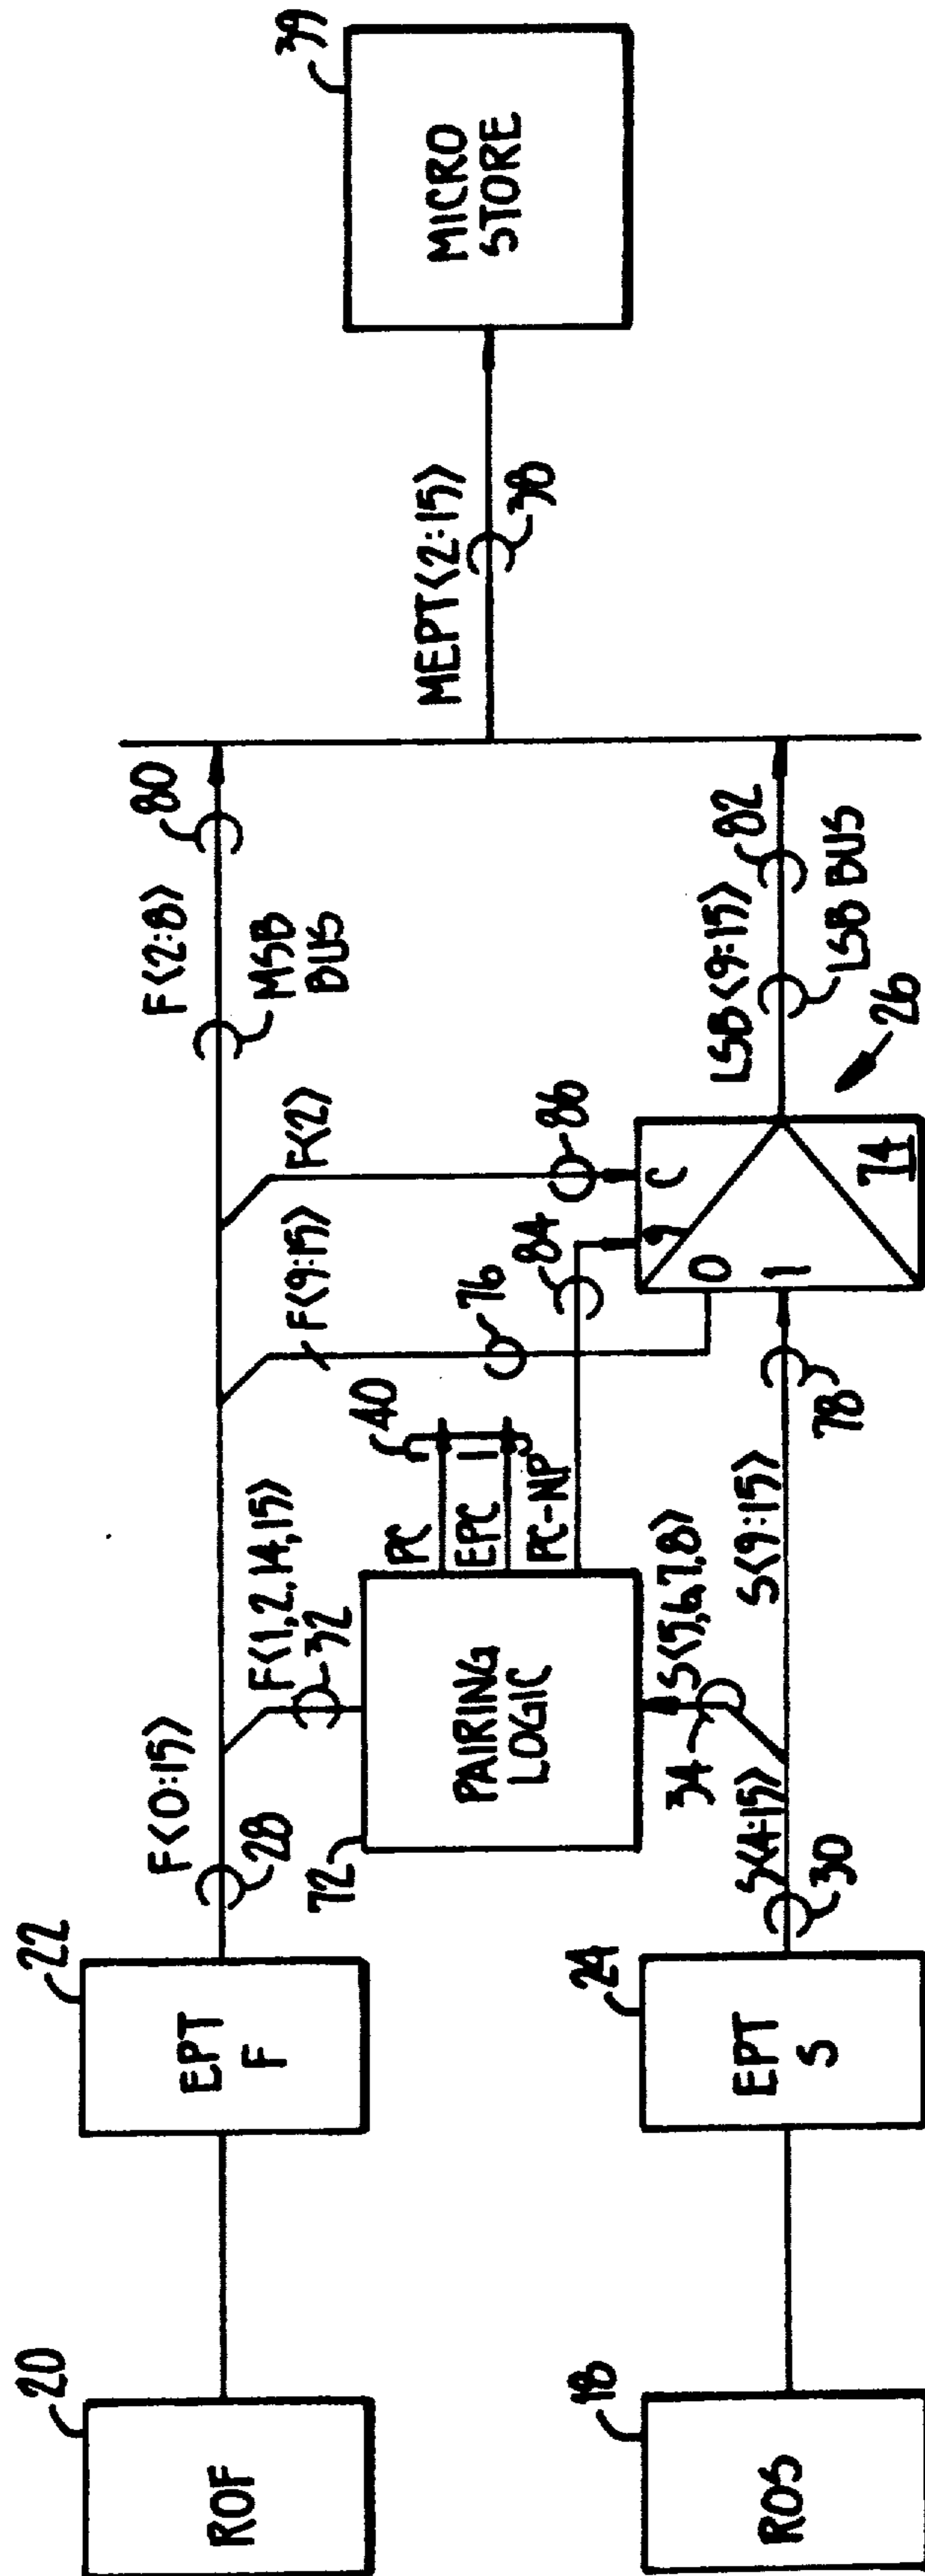 20
ROF
22
EPT
F
F<0:15>
28
F<1,2,14,15>
32
72
PAIRING
LOGIC
PC
EPC
PC-NP
40
F<9:15>
76
F<2>
86
84
MSB
BUS
F<2:8>
80
18
ROS
24
EPT
S
S<4:15>
30
34
S<5,6,7,8>
S<9:15>
78
0
1
C
74
26
LSB<9:15>
82
LSB BUS
MEPT<2:15>
38
MICRO
STORE
39